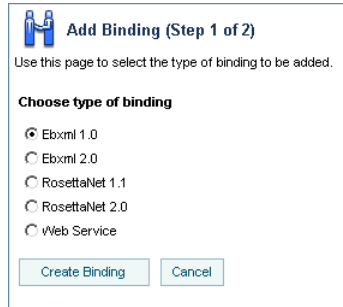 Add Binding (Step 1 of 2)
Use this page to select the type of binding to be added.
Choose type of binding
Ebxml 1.0
Ebxml 2.0
RosettaNet 1.1
RosettaNet 2.0
Web Service
Create Binding Cancel